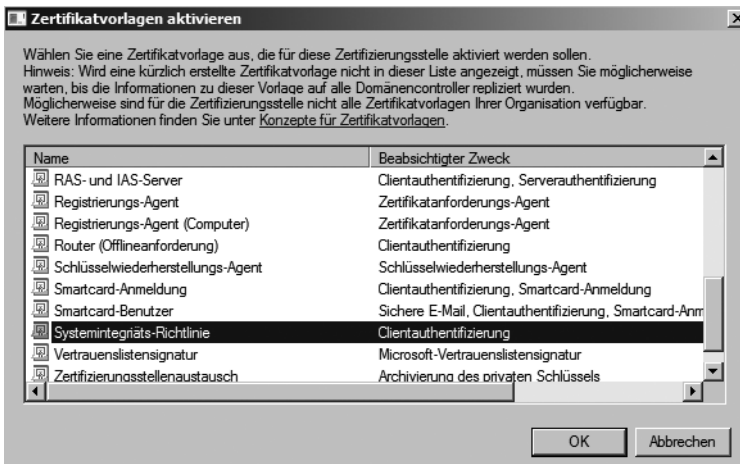 Zertifikatvorlagen aktivieren
Wählen Sie eine Zertifikatvorlage aus, die für diese Zertifizierungsstelle aktiviert werden sollen.
Hinweis: Wird eine kürzlich erstellte Zertifikatvorlage nicht in dieser Liste angezeigt, müssen Sie möglicherweise
warten, bis die Informationen zu dieser Vorlage auf alle Domänencontroller repliziert wurden.
Möglicherweise sind für die Zertifizierungsstelle nicht alle Zertifikatvorlagen Ihrer Organisation verfügbar.
Weitere Informationen finden Sie unter Konzepte für Zertifikatvorlagen.
Name Beabsichtigter Zweck
RAS- und IAS-Server Clientauthentifizierung, Serverauthentifizierung
Registrierungs-Agent Zertifikatanforderungs-Agent
Registrierungs-Agent (Computer) Zertifikatanforderungs-Agent
Router (Offlineanforderung) Clientauthentifizierung
Schlüsselwiederherstellungs-Agent Schlüsselwiederherstellungs-Agent
Smartcard-Anmeldung Clientauthentifizierung, Smartcard-Anmeldung
Smartcard-Benutzer Sichere E-Mail, Clientauthentifizierung, Smartcard-Anm
Systemintegriäts-Richtlinie Clientauthentifizierung
Vertrauenslistensignatur Microsoft-Vertrauenslistensignatur
Zertifizierungsstellenaustausch Archivierung des privaten Schlüssels
OK Abbrechen